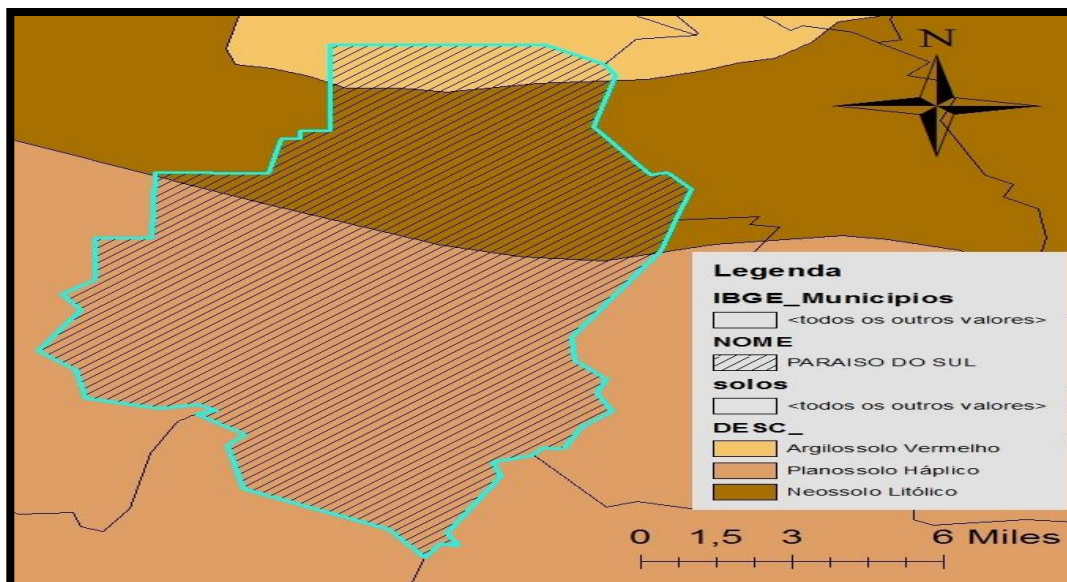 N
Legenda
IBGE_Municipios
<todos os outros valores>
NOME
PARAISO DO SUL
solos
<todos os outros valores>
DESC_
Argilossolo Vermelho
Planossolo Háplico
Neossolo Litólico
0 1,5 3 6 Miles